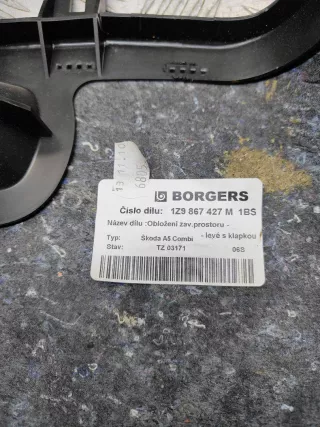 BORGERS
Číslo dílu: 1Z9 867 427 M 1BS
Název dílu :Obložení zav.prostoru -
Typ: Škoda A5 Combi - levé s klapkou
Stav: TZ 03171 06S